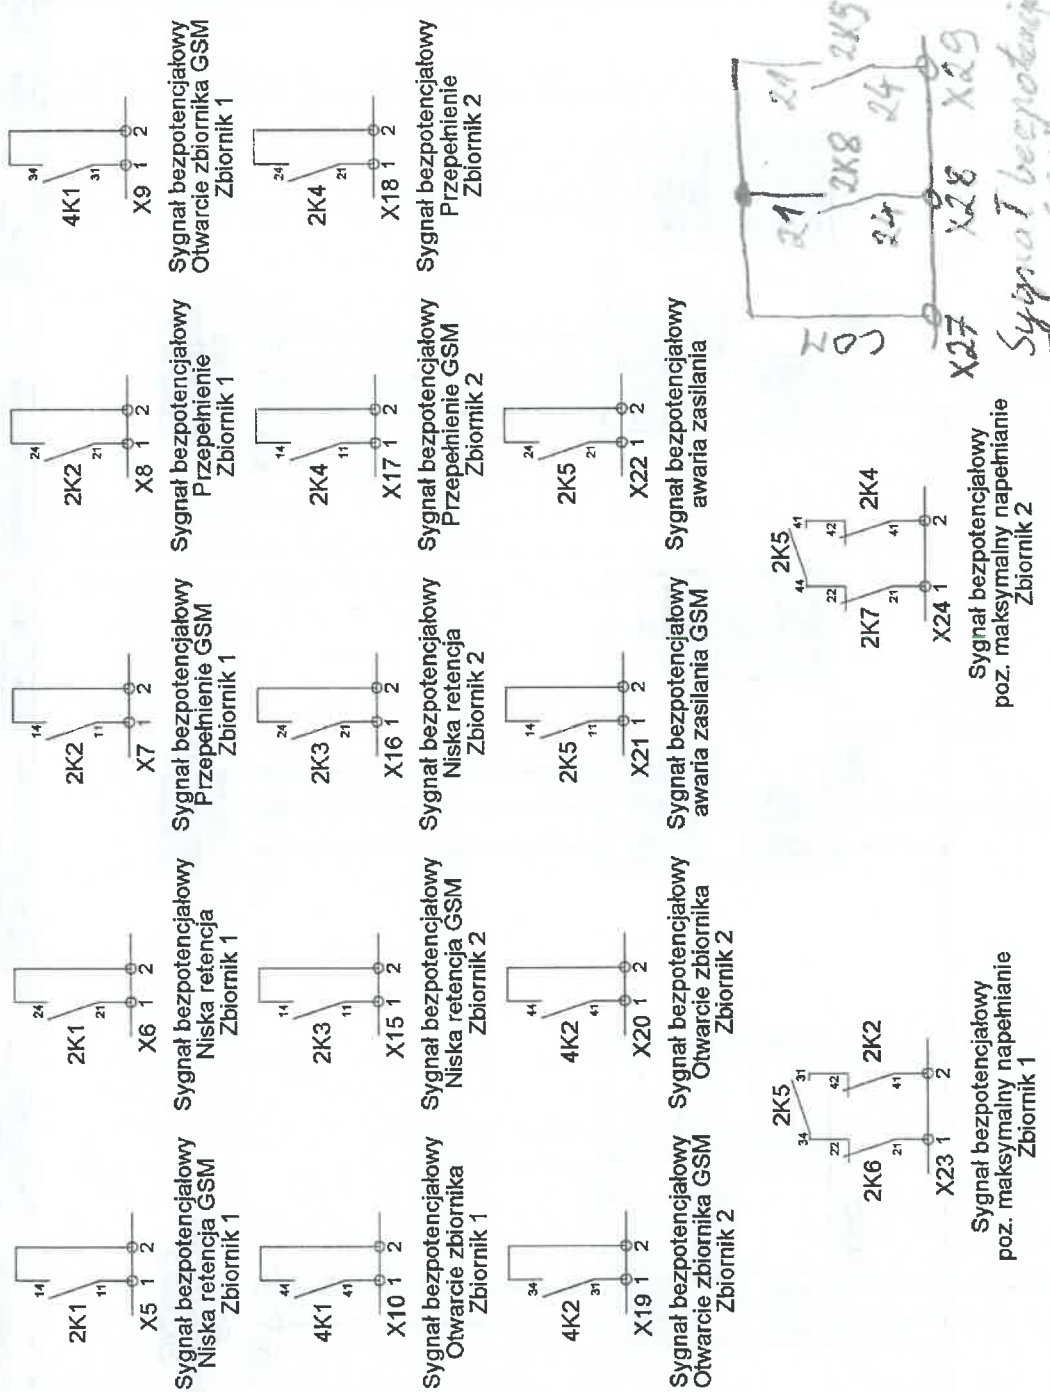 14
2K1
11
X5 1 2
Sygnał bezpotencjałowy
Niska retencja GSM
Zbiornik 1
24
2K1
21
X6 1 2
Sygnał bezpotencjałowy
Niska retencja
Zbiornik 1
14
2K2
11
X7 1 2
Sygnał bezpotencjałowy
Przepełnienie GSM
Zbiornik 1
24
2K2
21
X8 1 2
Sygnał bezpotencjałowy
Przepełnienie
Zbiornik 1
34
4K1
31
X9 1 2
Sygnał bezpotencjałowy
Otwarcie zbiornika GSM
Zbiornik 1
44
4K1
41
X10 1 2
Sygnał bezpotencjałowy
Otwarcie zbiornika
Zbiornik 1
14
2K3
11
X15 1 2
Sygnał bezpotencjałowy
Niska retencja GSM
Zbiornik 2
24
2K3
21
X16 1 2
Sygnał bezpotencjałowy
Niska retencja
Zbiornik 2
14
2K4
11
X17 1 2
Sygnał bezpotencjałowy
Przepełnienie GSM
Zbiornik 2
24
2K4
21
X18 1 2
Sygnał bezpotencjałowy
Przepełnienie
Zbiornik 2
34
4K2
31
X19 1 2
Sygnał bezpotencjałowy
Otwarcie zbiornika GSM
Zbiornik 2
44
4K2
41
X20 1 2
Sygnał bezpotencjałowy
Otwarcie zbiornika
Zbiornik 2
14
2K5
11
X21 1 2
Sygnał bezpotencjałowy
awaria zasilania GSM
24
2K5
21
X22 1 2
Sygnał bezpotencjałowy
awaria zasilania
2K5
34 31
22 42
2K6 2K2
21 41
X23 1 2
Sygnał bezpotencjałowy
poz. maksymalny napełnianie
Zbiornik 1
2K5
44 41
22 42
2K7 2K4
21 41
X24 1 2
Sygnał bezpotencjałowy
poz. maksymalny napełnianie
Zbiornik 2
21 21
2K8 2K5
24 24
X27 X28 X29
Sygnał